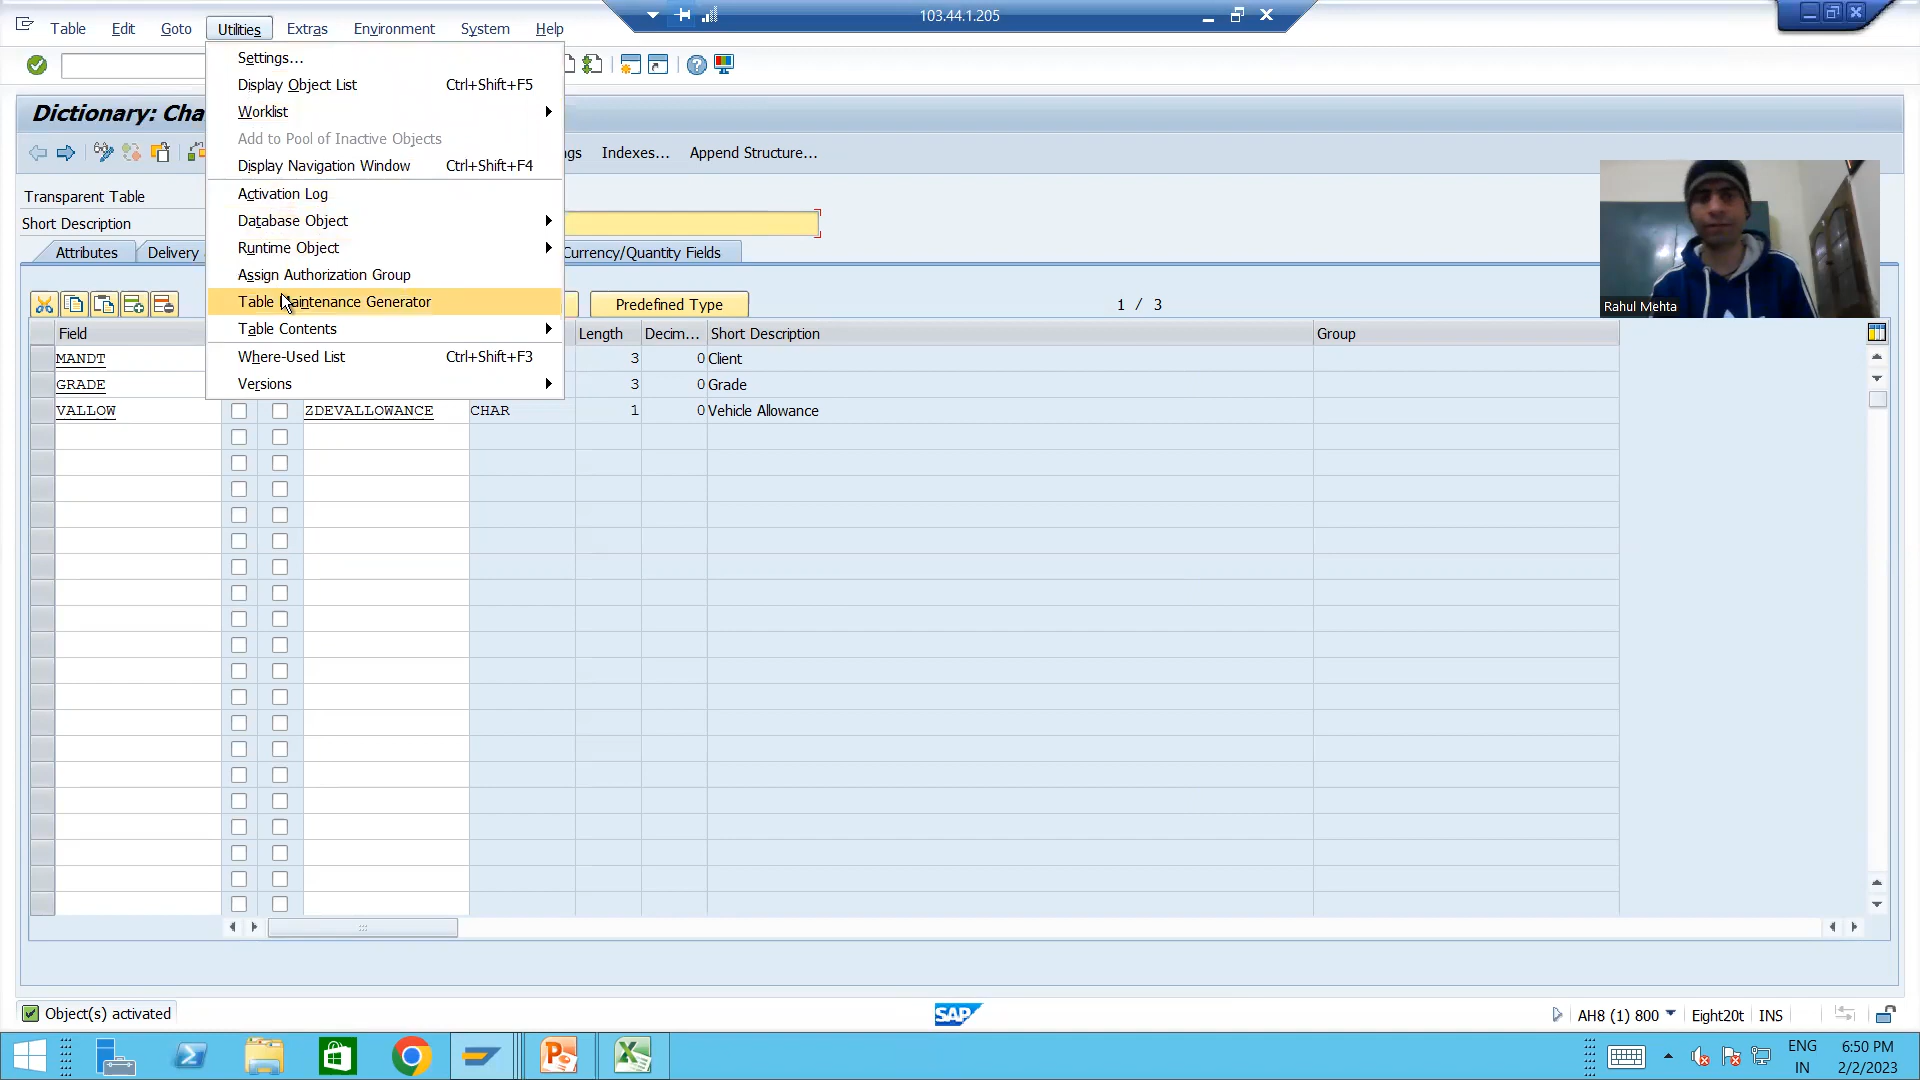 Table Edit Goto Utilities Extras Environment System Help
103.44.1.205
Settings...
Display Object List Ctrl+Shift+F5
Worklist
Add to Pool of Inactive Objects
Display Navigation Window Ctrl+Shift+F4
Activation Log
Database Object
Runtime Object
Assign Authorization Group
Table Maintenance Generator
Table Contents
Where-Used List Ctrl+Shift+F3
Versions
Dictionary: Cha
gs Indexes... Append Structure...
Transparent Table
Short Description
Attributes Delivery Currency/Quantity Fields
Predefined Type 1 / 3
Rahul Mehta
Field Length Decim... Short Description Group
MANDT 3 0 Client
GRADE 3 0 Grade
VALLOW ZDEVALLOWANCE CHAR 1 0 Vehicle Allowance
Object(s) activated
SAP
AH8 (1) 800 Eight20t INS
ENG 6:50 PM
IN 2/2/2023